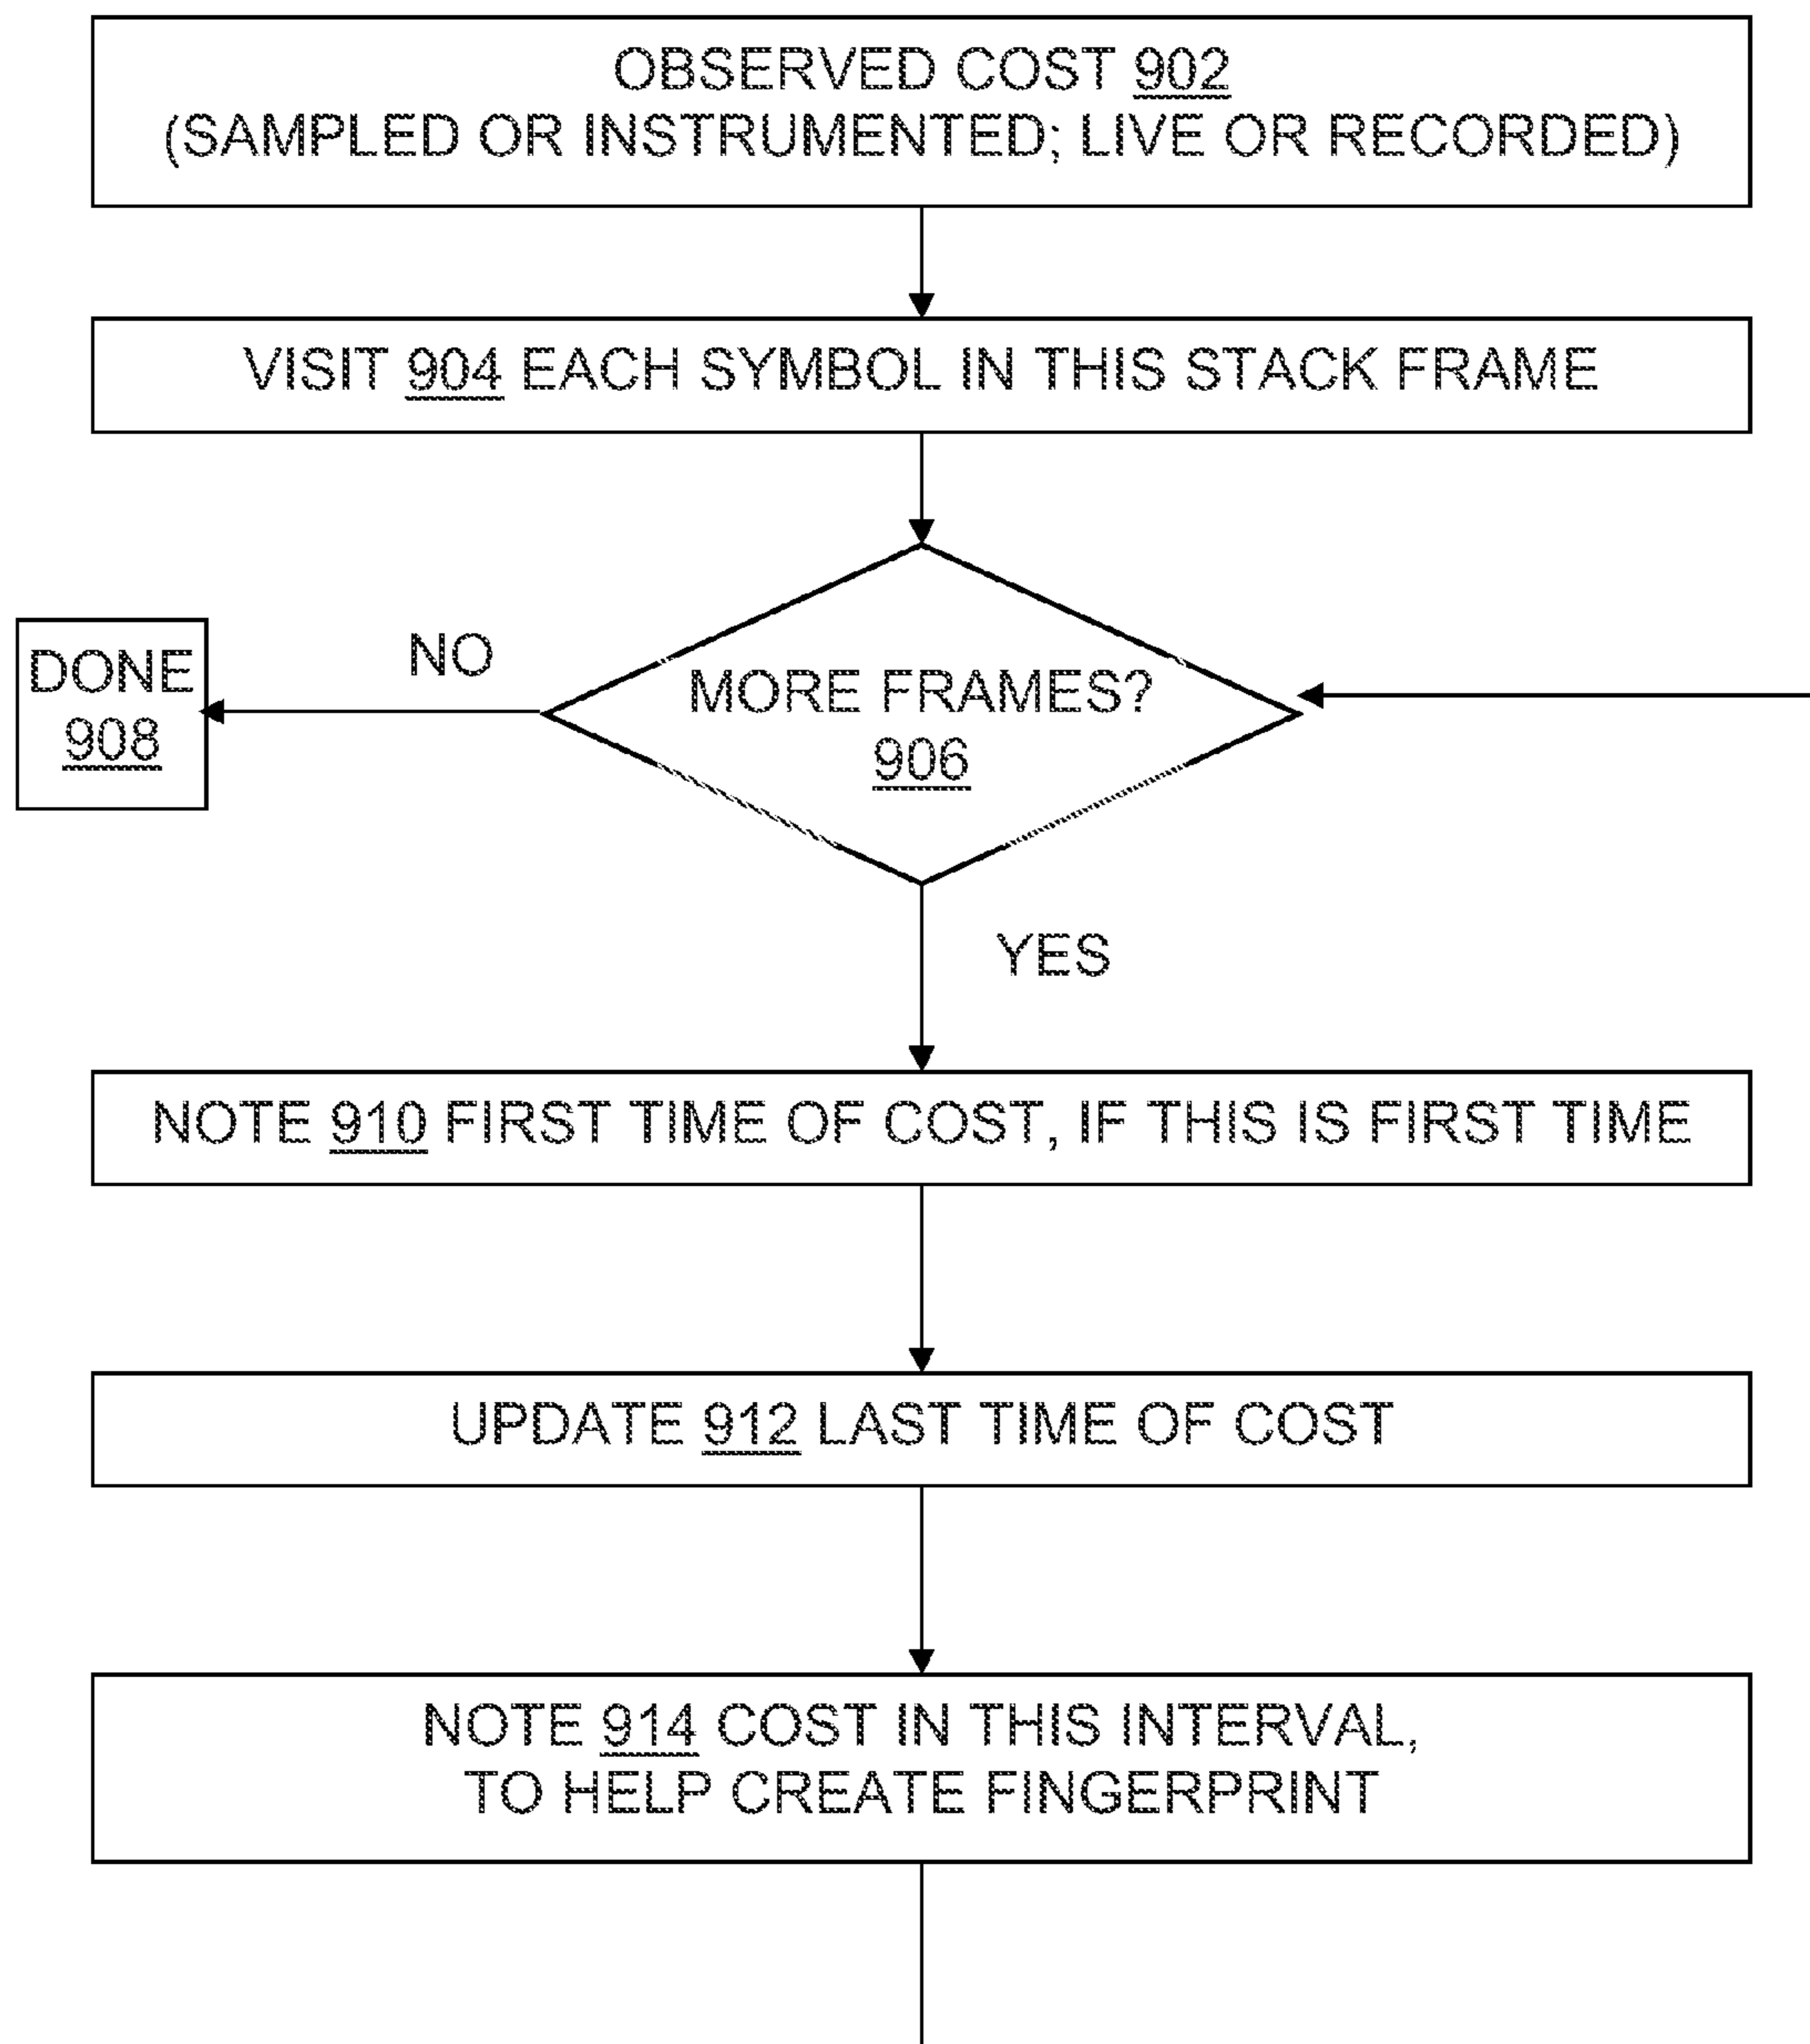 OBSERVED COST 902
(SAMPLED OR INSTRUMENTED; LIVE OR RECORDED)
VISIT 904 EACH SYMBOL IN THIS STACK FRAME
NO
DONE
908
MORE FRAMES?
906
YES
NOTE 910 FIRST TIME OF COST, IF THIS IS FIRST TIME
UPDATE 912 LAST TIME OF COST
NOTE 914 COST IN THIS INTERVAL,
TO HELP CREATE FINGERPRINT